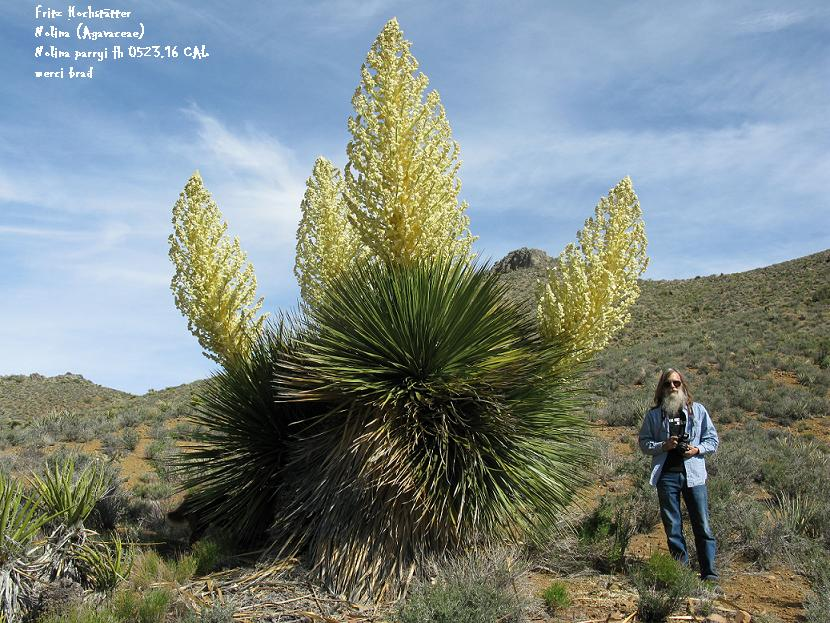 Fritz Hochstätter
Nolina (Agavaceae)
Nolina parryi fh 0523.16 CAL
merci brad